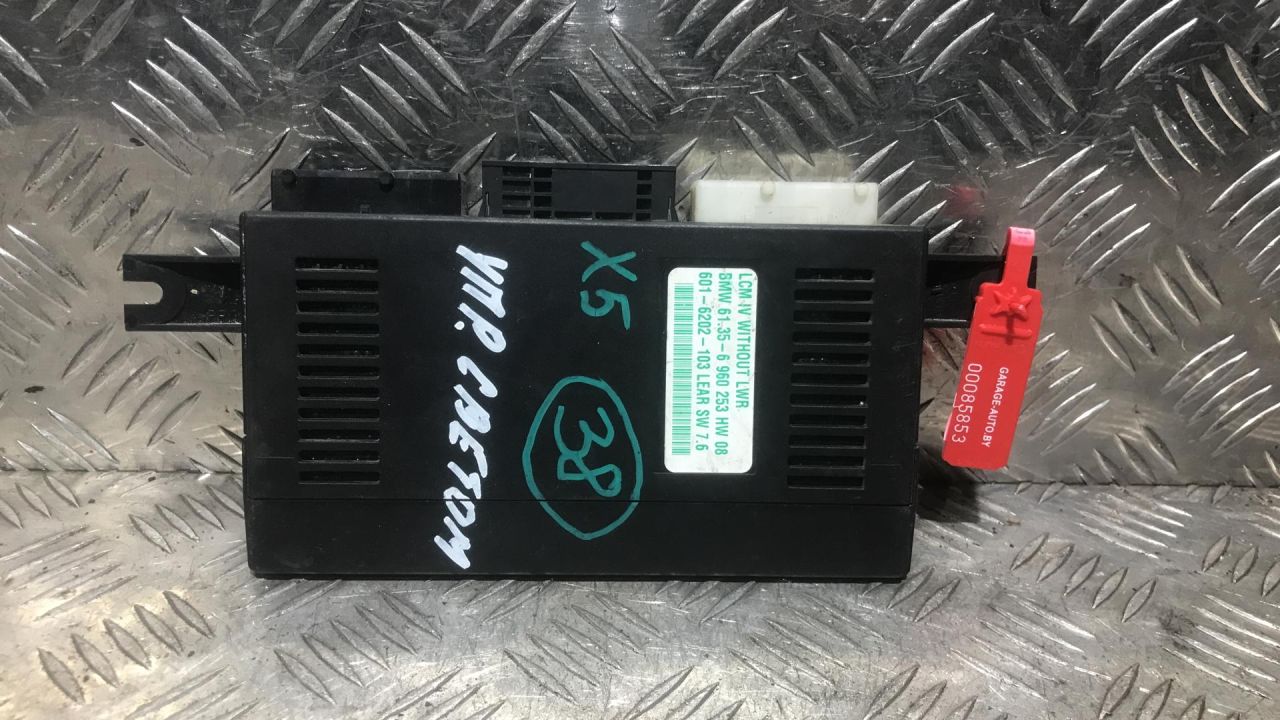 УПР. СВЕТОМ
X5
38
LCM-IV WITHOUT LWR
BMW 61.35-6 960 253 HW 08
601-6202-103 LEAR SW 7.6
GARAGE-AUTO.BY
00085853